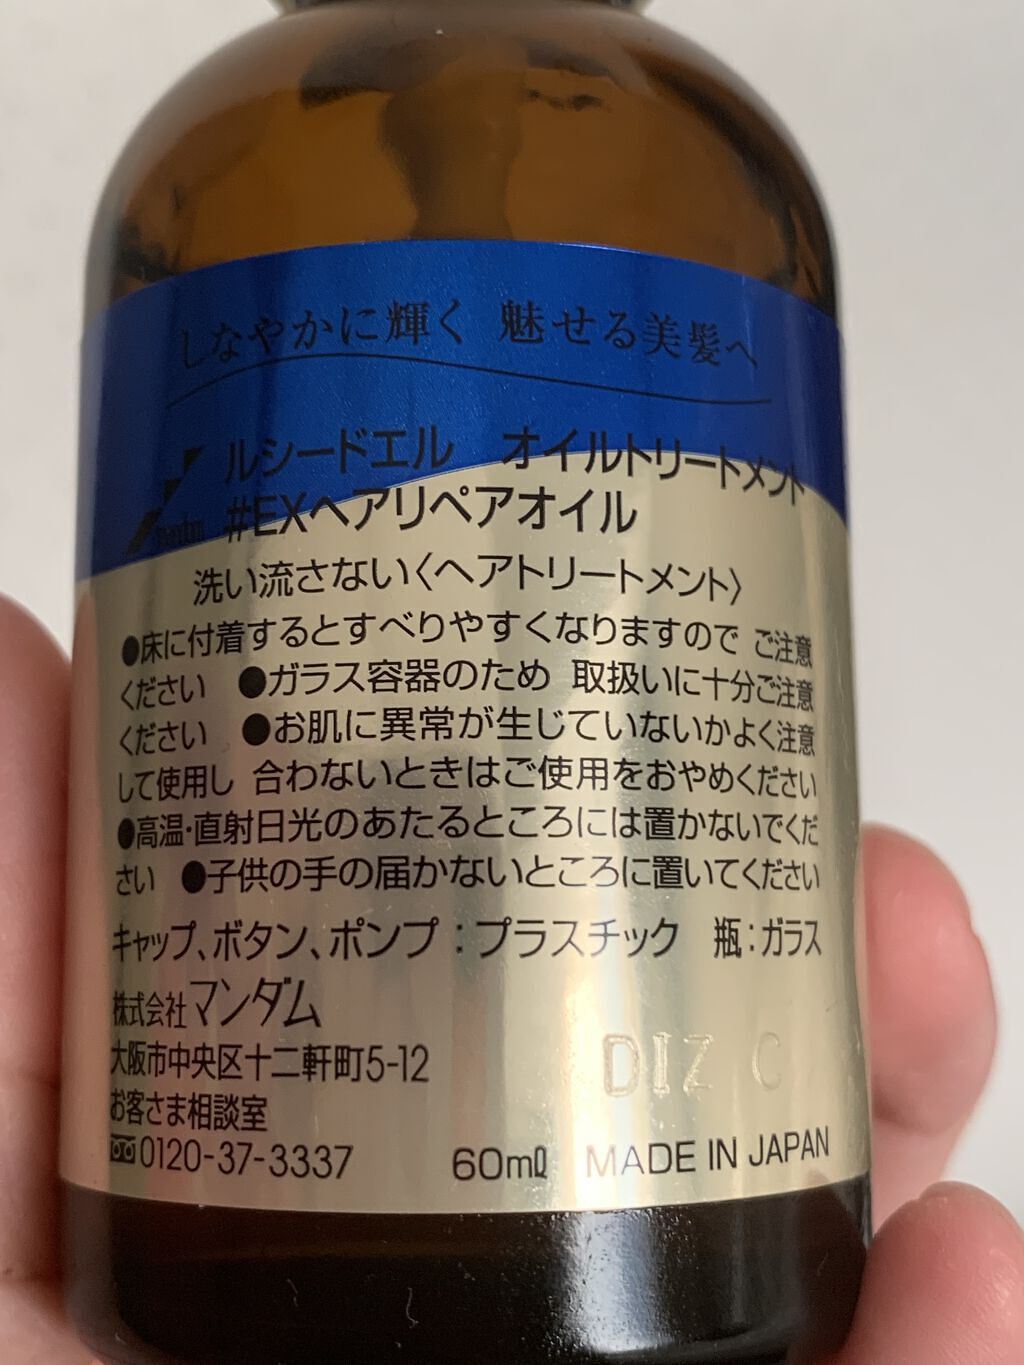 しなやかに輝く 魅せる美髪へ
ルシードエル オイルトリートメント
#EXヘアリペアオイル
洗い流さない〈ヘアトリートメント〉
●床に付着するとすべりやすくなりますので ご注意
ください ●ガラス容器のため 取扱いに十分ご注意
ください ●お肌に異常が生じていないかよく注意
して使用し 合わないときはご使用をおやめください
●高温・直射日光のあたるところには置かないでくだ
さい ●子供の手の届かないところに置いてください
キャップ、ボタン、ポンプ：プラスチック 瓶：ガラス
株式会社マンダム
大阪市中央区十二軒町5-12
DIZ C
お客さま相談室
0120-37-3337 60mℓ MADE IN JAPAN